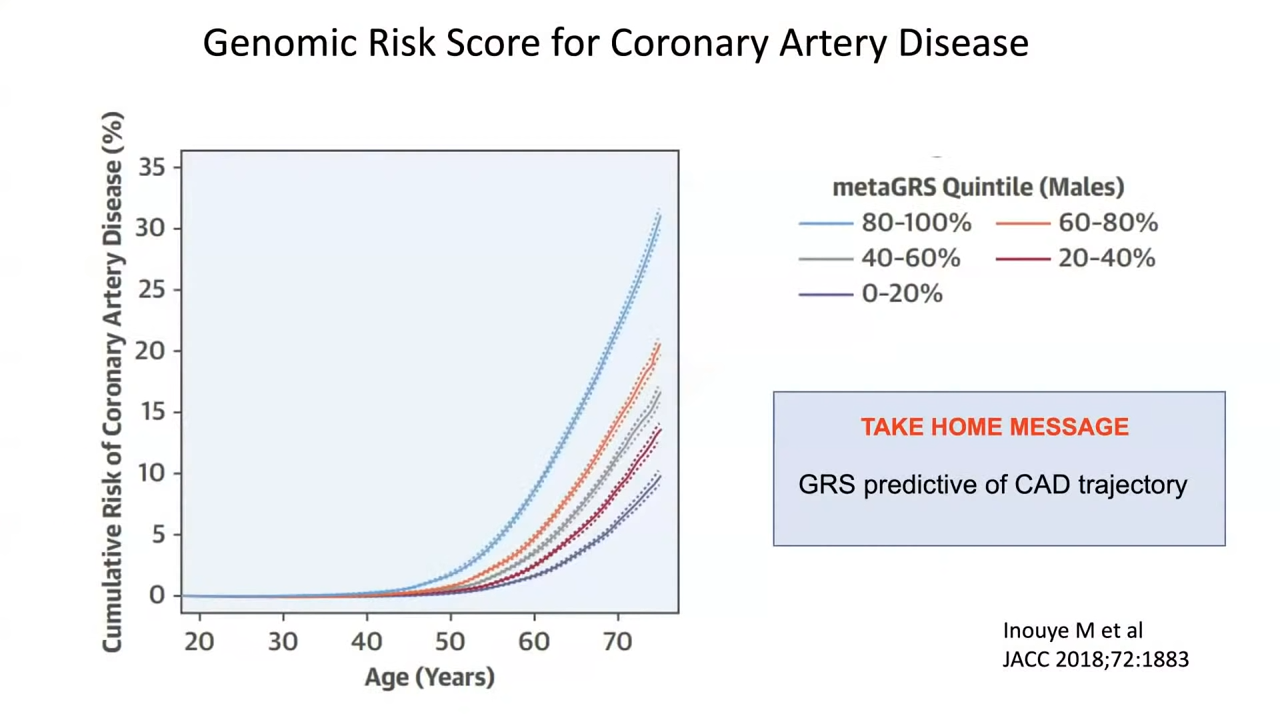 Genomic Risk Score for Coronary Artery Disease
Cumulative Risk of Coronary Artery Disease (%)
35
30
25
20
15
10
5
0
20 30 40 50 60 70
Age (Years)
metaGRS Quintile (Males)
80-100% 60-80%
40-60% 20-40%
0-20%
TAKE HOME MESSAGE
GRS predictive of CAD trajectory
Inouye M et al
JACC 2018;72:1883